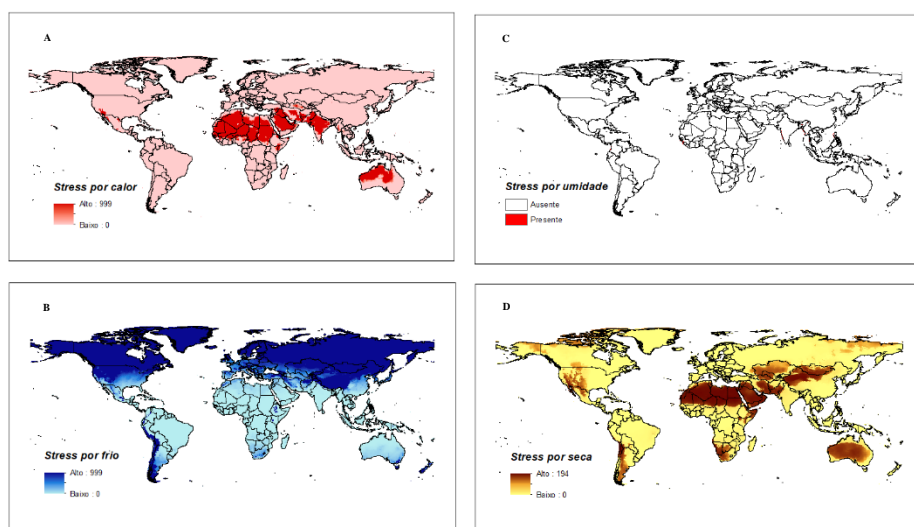 A
Stress por calor
Alto : 999
Baixo : 0
C
Stress por umidade
Ausente
Presente
B
Stress por frio
Alto : 999
Baixo : 0
D
Stress por seca
Alto : 194
Baixo : 0